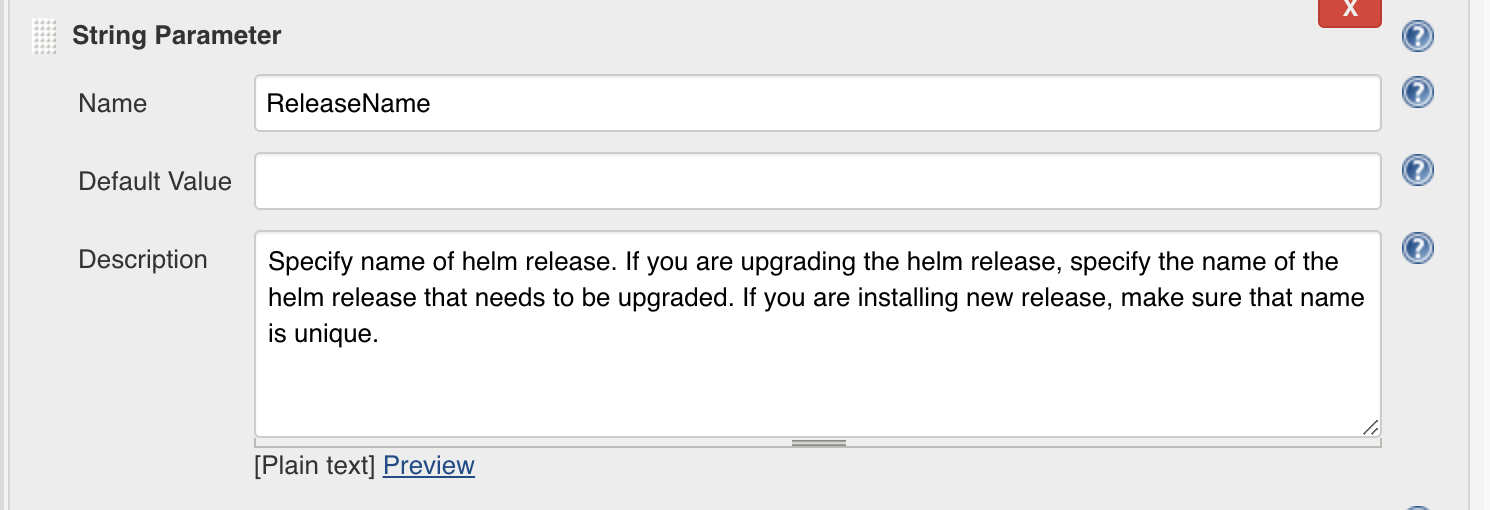 String Parameter
X
Name
ReleaseName
Default Value
Description
Specify name of helm release. If you are upgrading the helm release, specify the name of the
helm release that needs to be upgraded. If you are installing new release, make sure that name
is unique.
[Plain text] Preview